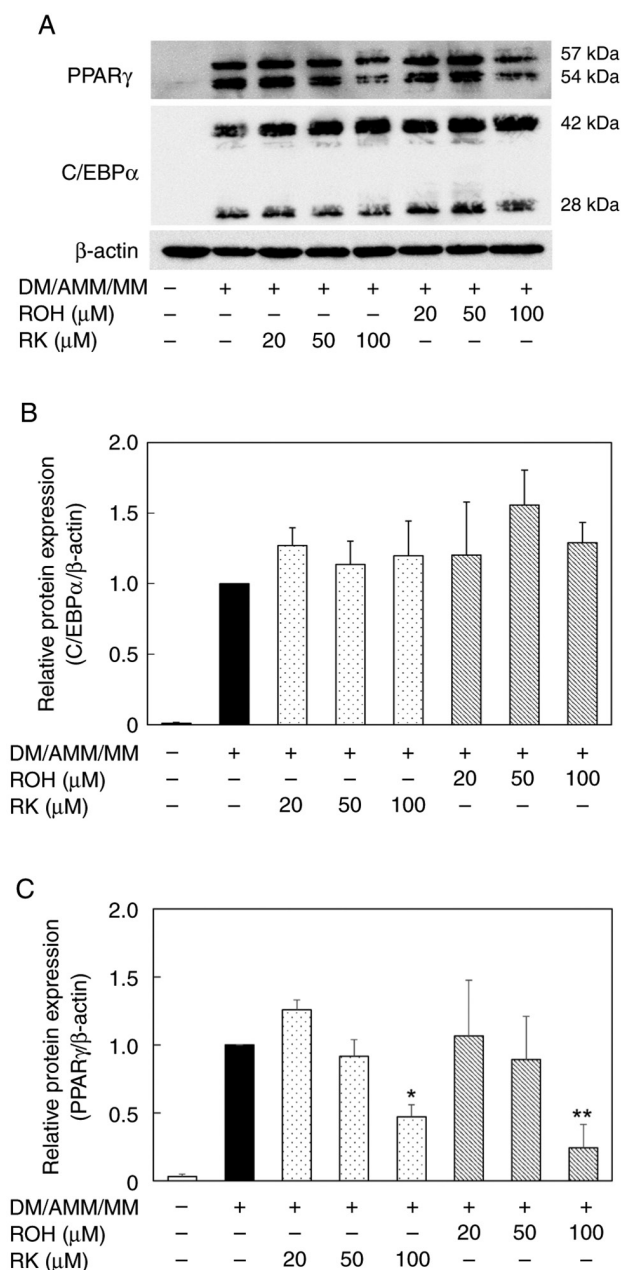 A
PPARγ
57 kDa
54 kDa
C/EBPα
42 kDa
28 kDa
β-actin
DM/AMM/MM – + + + + + + +
ROH (μM) – – – – – 20 50 100
RK (μM) – – 20 50 100 – – –
B
Relative protein expression
(C/EBPα/β-actin)
2.0
1.5
1.0
0.5
0
DM/AMM/MM – + + + + + + +
ROH (μM) – – – – – 20 50 100
RK (μM) – – 20 50 100 – – –
C
Relative protein expression
(PPARγ/β-actin)
2.0
1.5
1.0
0.5
0
* **
DM/AMM/MM – + + + + + + +
ROH (μM) – – – – – 20 50 100
RK (μM) – – 20 50 100 – – –